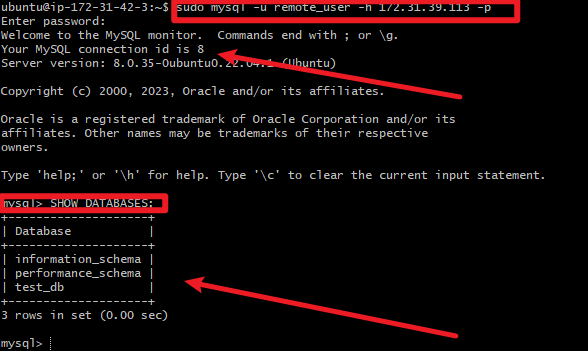 ubuntu@ip-172-31-42-3:~$ sudo mysql -u remote_user -h 172.31.39.113 -p
Enter password:
Welcome to the MySQL monitor.  Commands end with ; or \g.
Your MySQL connection id is 8
Server version: 8.0.35-0ubuntu0.22.04.1 (Ubuntu)

Copyright (c) 2000, 2023, Oracle and/or its affiliates.

Oracle is a registered trademark of Oracle Corporation and/or its
affiliates. Other names may be trademarks of their respective
owners.

Type 'help;' or '\h' for help. Type '\c' to clear the current input statement.

mysql> SHOW DATABASES;
+--------------------+
| Database           |
+--------------------+
| information_schema |
| performance_schema |
| test_db            |
+--------------------+
3 rows in set (0.00 sec)

mysql>